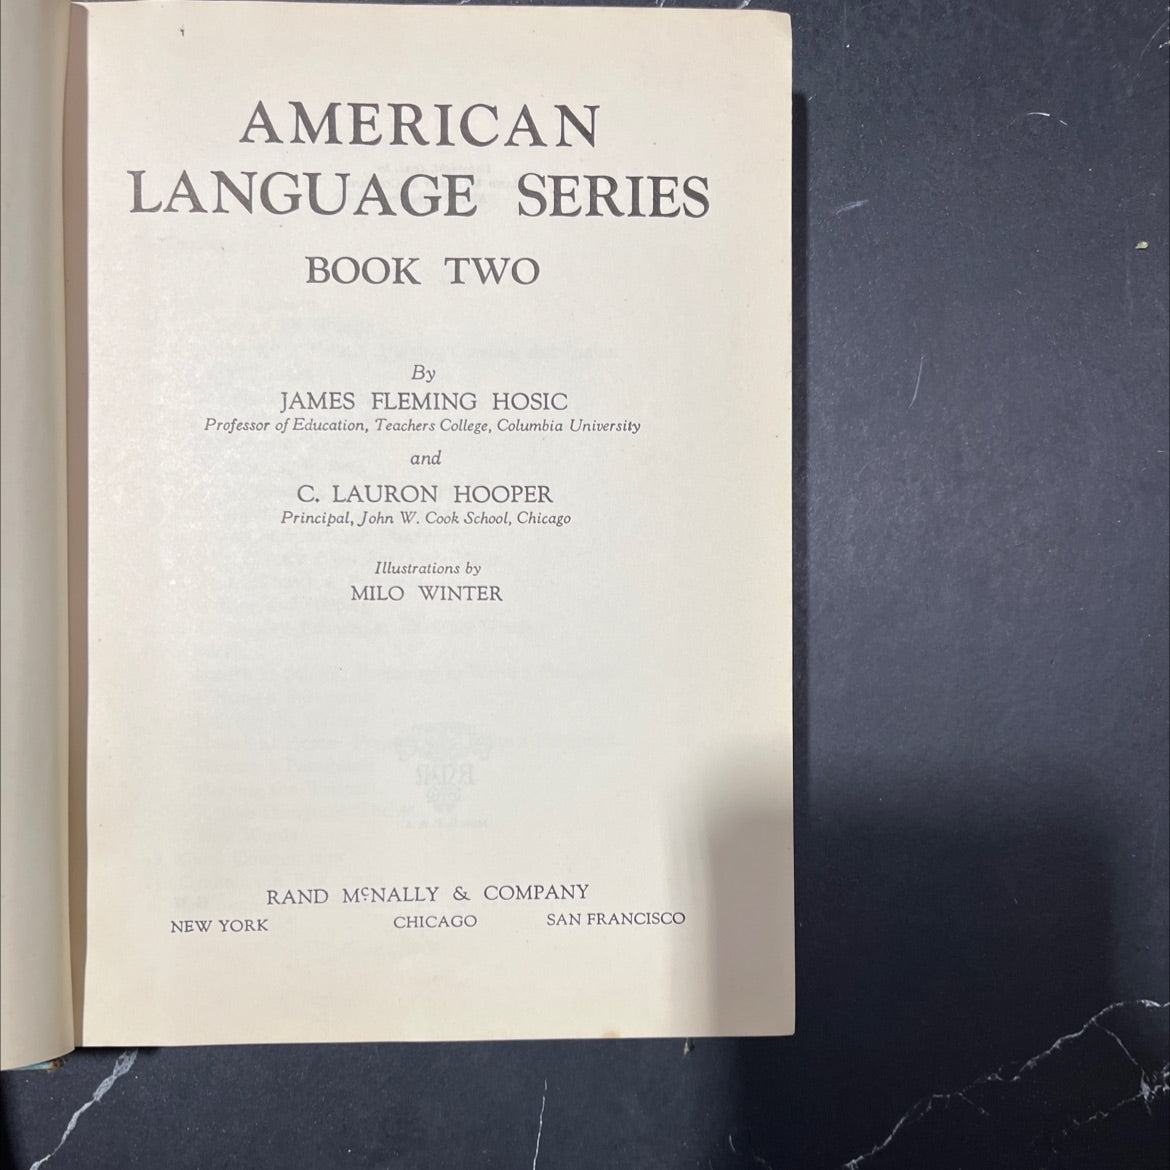 AMERICAN
LANGUAGE SERIES
BOOK TWO
By
JAMES FLEMING HOSIC
Professor of Education, Teachers College, Columbia University
and
C. LAURON HOOPER
Principal, John W. Cook School, Chicago
Illustrations by
MILO WINTER
RAND McNALLY & COMPANY
NEW YORK CHICAGO SAN FRANCISCO